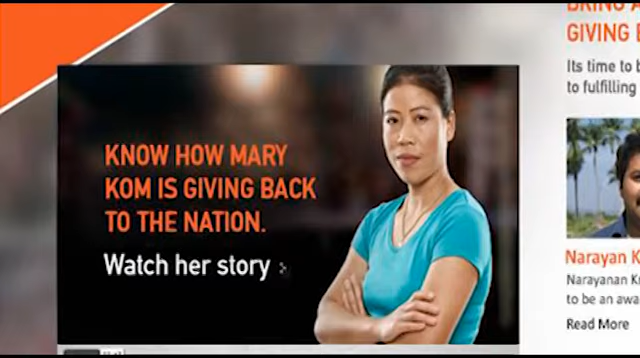 KNOW HOW MARY
KOM IS GIVING BACK
TO THE NATION.
Watch her story
GIVING
Its time to
to fulfilling
Narayan K
Narayanan
to be an
Read More